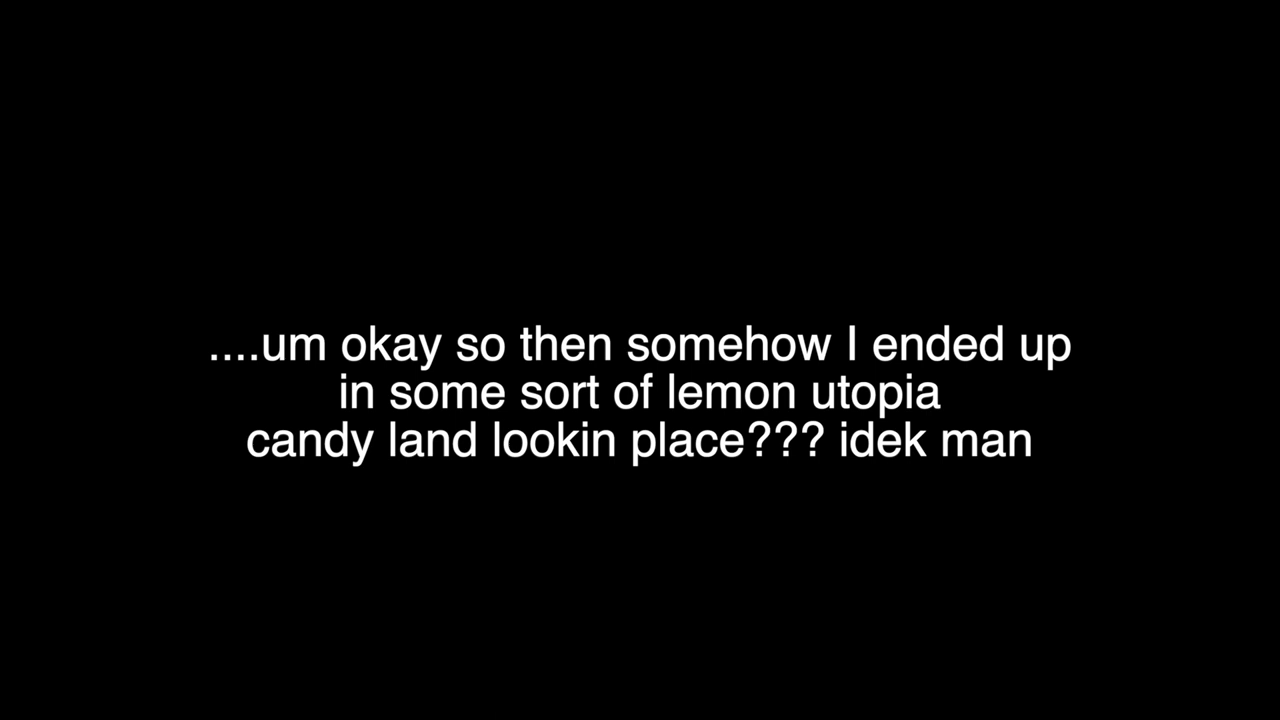 ....um okay so then somehow I ended up
in some sort of lemon utopia
candy land lookin place??? idek man